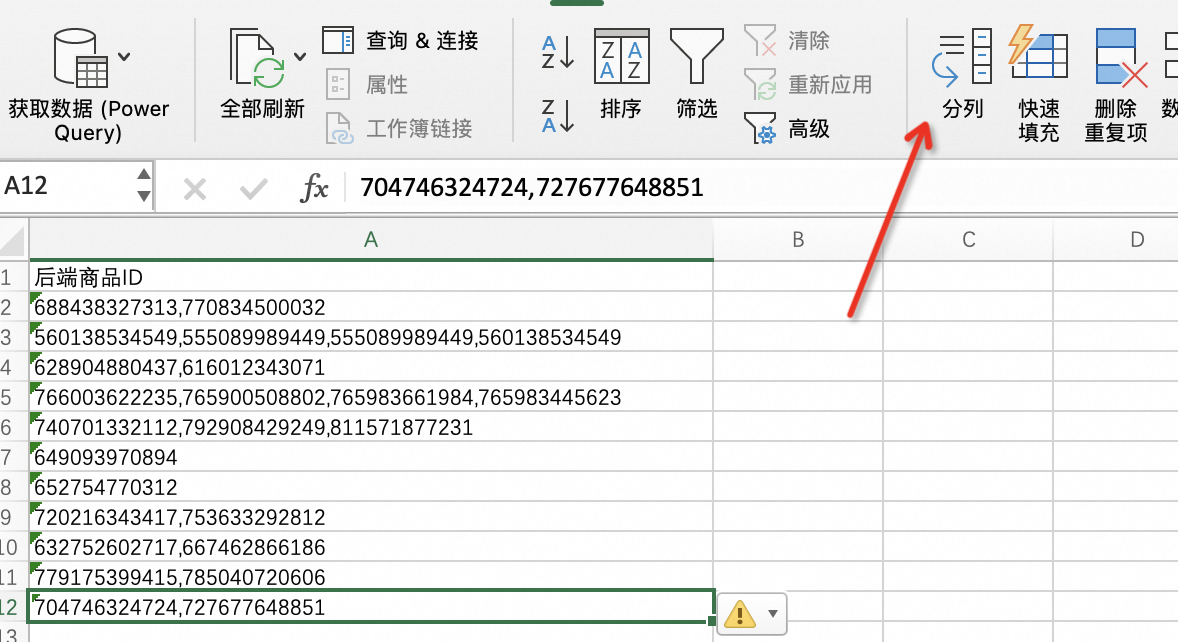 获取数据 (Power
Query)
全部刷新
查询 & 连接
属性
工作簿链接
A
Z
Z
A
Z A
A Z
排序
筛选
清除
重新应用
高级
分列
快速
填充
删除
重复项
数
A12
fx
704746324724,727677648851
A B C D
1 后端商品ID
2 688438327313,770834500032
3 560138534549,555089989449,555089989449,560138534549
4 628904880437,616012343071
5 766003622235,765900508802,765983661984,765983445623
6 740701332112,792908429249,811571877231
7 649093970894
8 652754770312
9 720216343417,753633292812
10 632752602717,667462866186
11 779175399415,785040720606
12 704746324724,727677648851
13